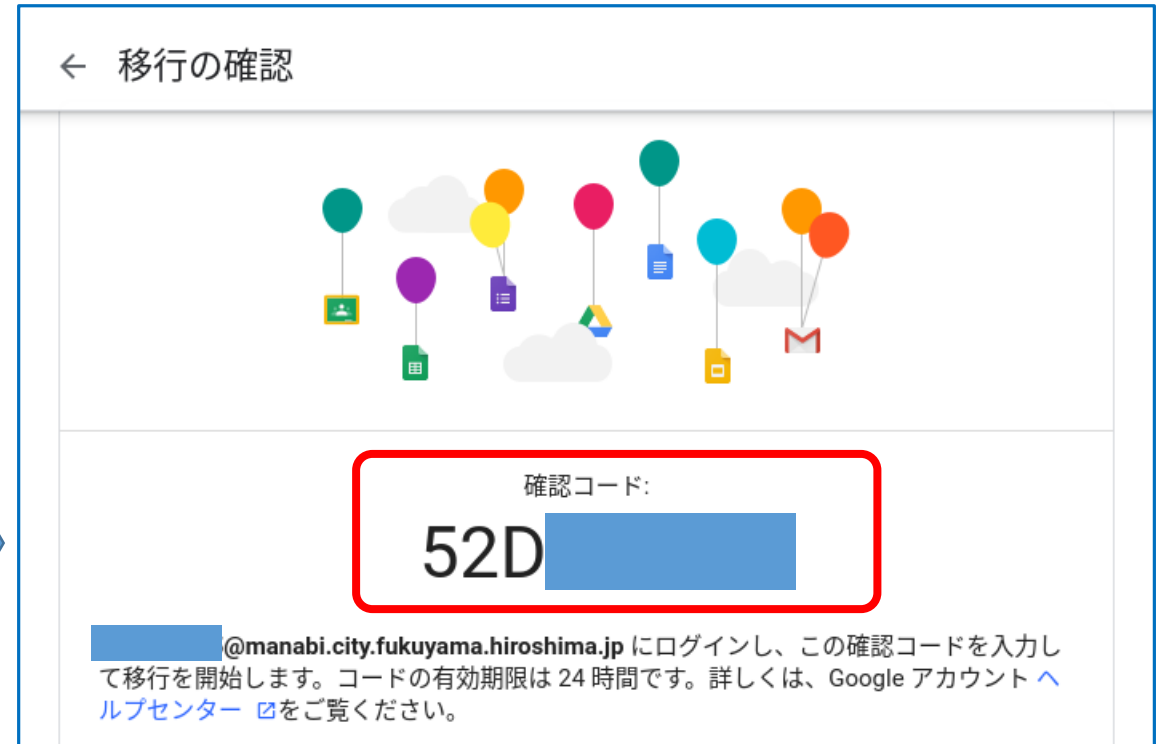 ← 移行の確認
確認コード:
52D
@manabi.city.fukuyama.hiroshima.jp にログインし、この確認コードを入力し
て移行を開始します。コードの有効期限は 24 時間です。詳しくは、Google アカウント ヘ
ルプセンター をご覧ください。